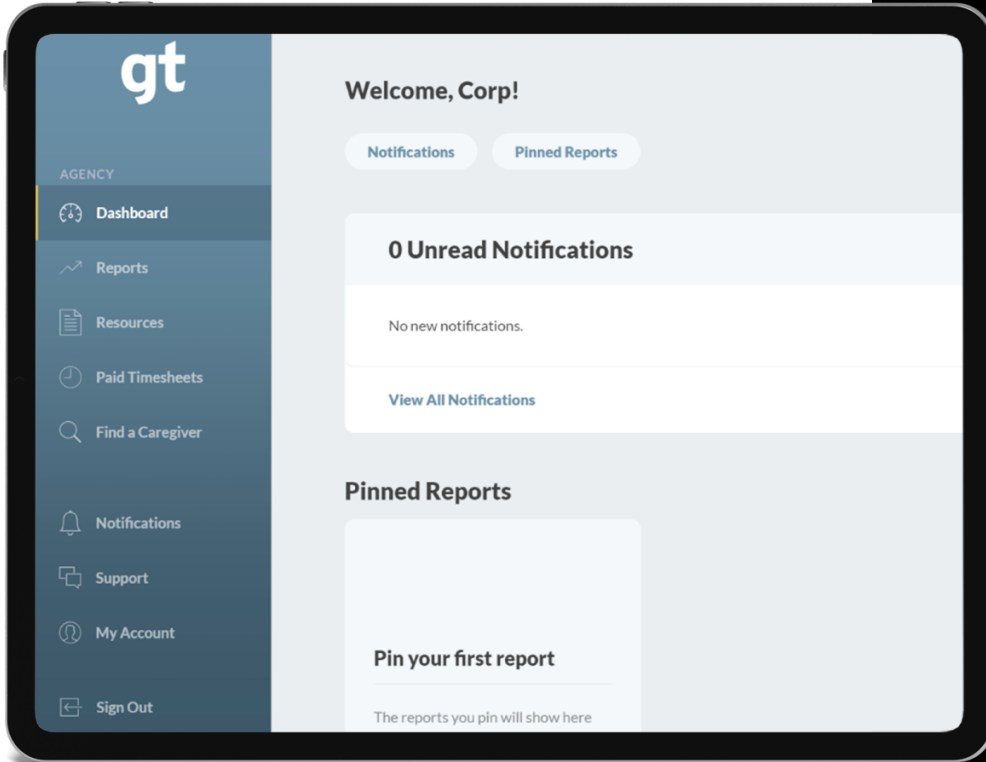 gt
AGENCY
Dashboard
Reports
Resources
Paid Timesheets
Find a Caregiver
Notifications
Support
My Account
Sign Out
Welcome, Corp!
Notifications
Pinned Reports
0 Unread Notifications
No new notifications.
View All Notifications
Pinned Reports
Pin your first report
The reports you pin will show here